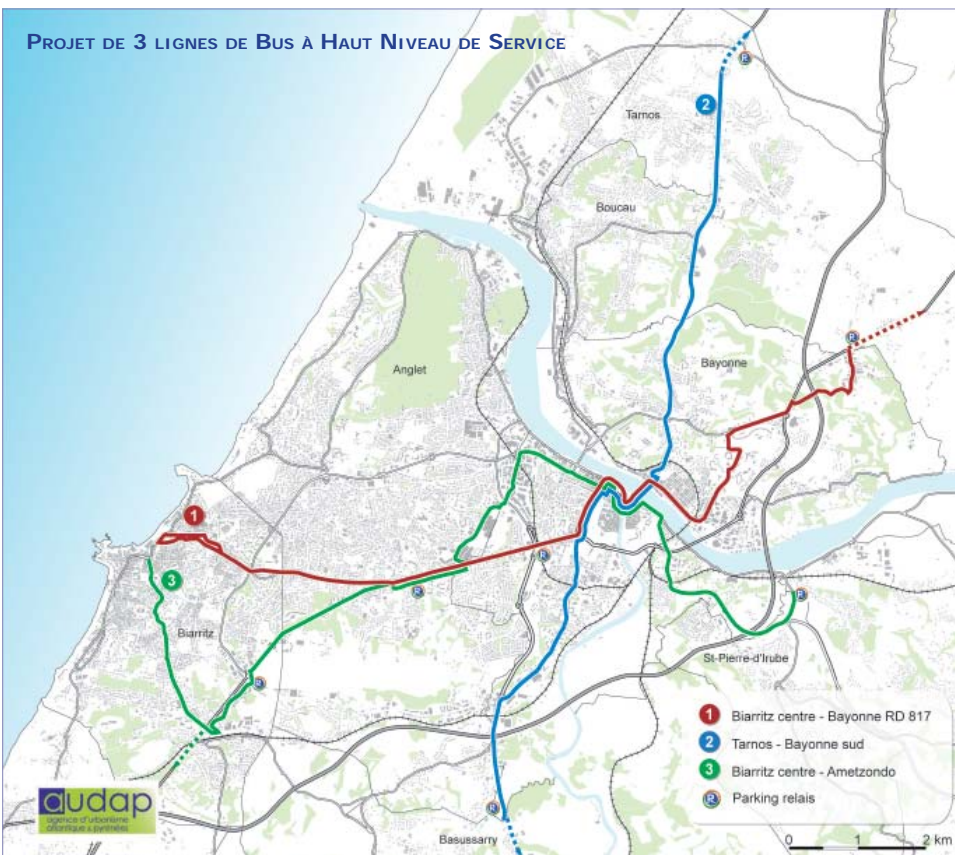 PROJET DE 3 LIGNES DE BUS À HAUT NIVEAU DE SERVICE
R
2
Tarnos
Boucau
R
Bayonne
Anglet
1
3
R
R
R
Biarritz
St-Pierre-d'Irube
R
1 Biarritz centre - Bayonne RD 817
2 Tarnos - Bayonne sud
3 Biarritz centre - Ametzondo
R Parking relais
audap
agence d'urbanisme
atlantique & pyrénées
R
Basussarry
0 1 2 km